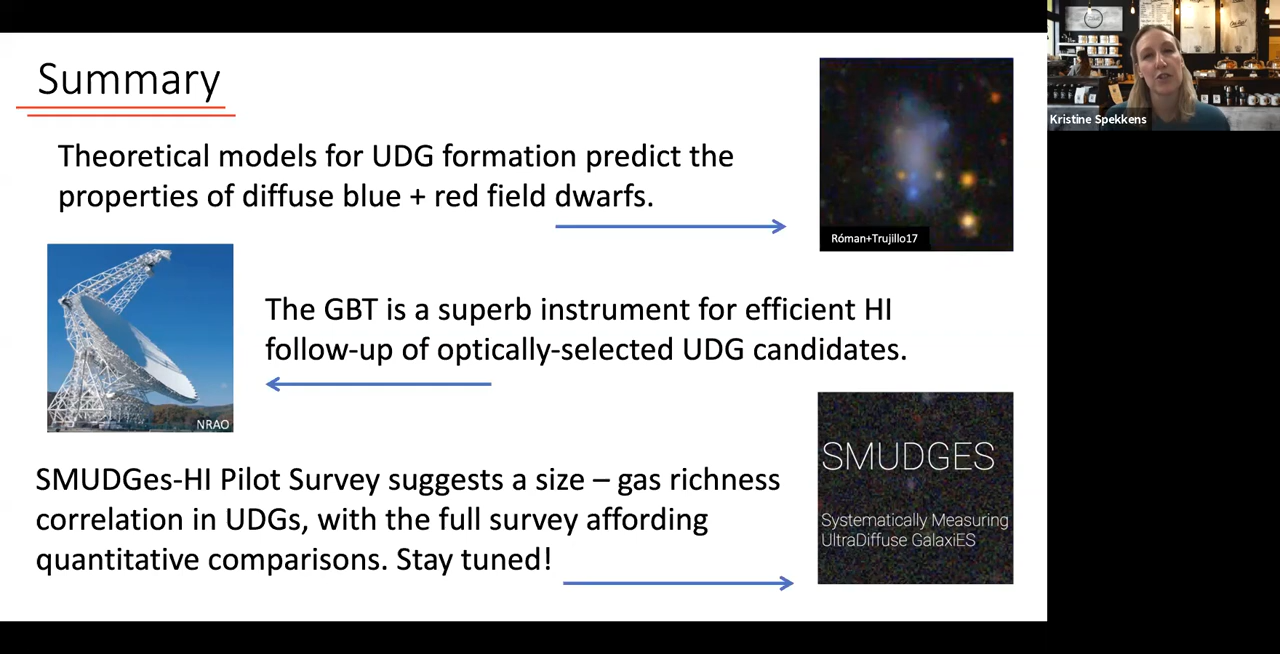 Summary
Theoretical models for UDG formation predict the
properties of diffuse blue + red field dwarfs.
Róman+Trujillo17
The GBT is a superb instrument for efficient HI
follow-up of optically-selected UDG candidates.
NRAO
SMUDGes-HI Pilot Survey suggests a size – gas richness
correlation in UDGs, with the full survey affording
quantitative comparisons. Stay tuned!
SMUDGES
Systematically Measuring
UltraDiffuse GalaxiES
Kristine Spekkens